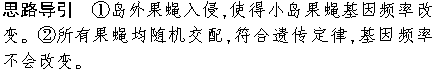 思路导引 ①岛外果蝇入侵,使得小岛果蝇基因频率改
变。②所有果蝇均随机交配,符合遗传定律,基因频率
不会改变。